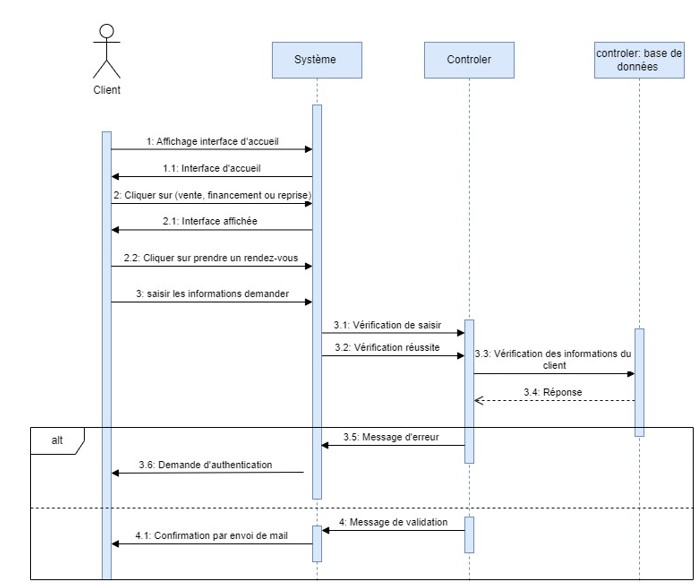 Client
Système
Controler
controler: base de
données
1: Affichage interface d'accueil
1.1: Interface d'accueil
2: Cliquer sur (vente, financement ou reprise)
2.1: Interface affichée
2.2: Cliquer sur prendre un rendez-vous
3: saisir les informations demander
3.1: Vérification de saisir
3.2: Vérification réussite
3.3: Vérification des informations du
client
3.4: Réponse
alt
3.5: Message d'erreur
3.6: Demande d'authentication
4: Message de validation
4.1: Confirmation par envoi de mail